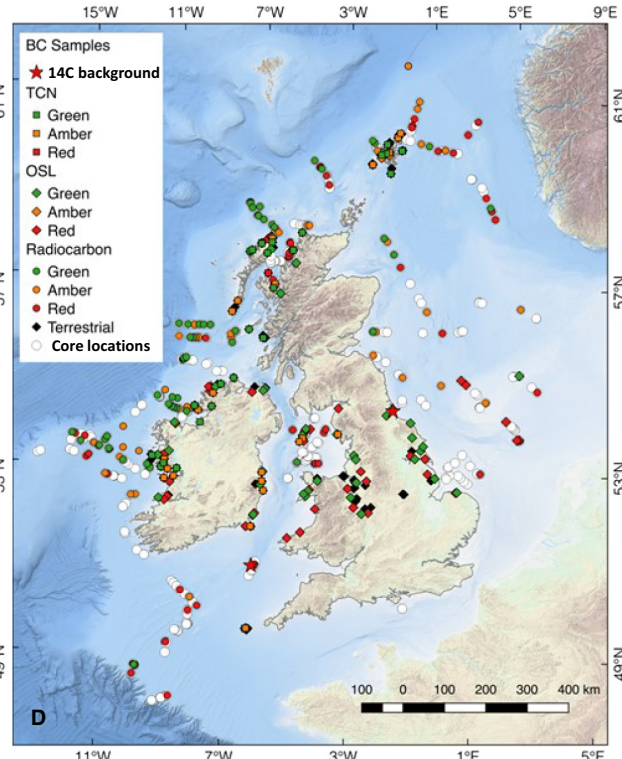 15°W 11°W 7°W 3°W 1°E 5°E 9°E
BC Samples
14C background
TCN
Green
Amber
Red
OSL
Green
Amber
Red
Radiocarbon
Green
Amber
Red
Terrestrial
Core locations
61°N
57°N
53°N
49°N
100 0 100 200 300 400 km
D
11°W 7°W 3°W 1°E 5°E